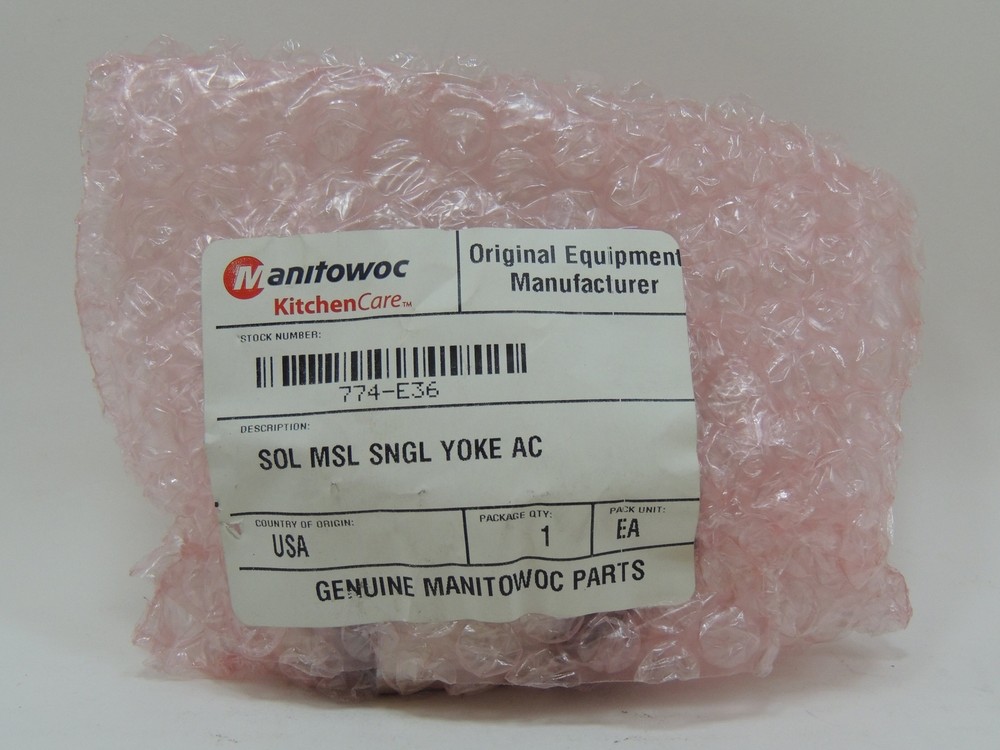 Manitowoc
KitchenCare™
Original Equipment
Manufacturer
STOCK NUMBER:
774-E36
DESCRIPTION:
SOL MSL SNGL YOKE AC
COUNTRY OF ORIGIN:
USA
PACKAGE QTY:
1
PACK UNIT:
EA
GENUINE MANITOWOC PARTS